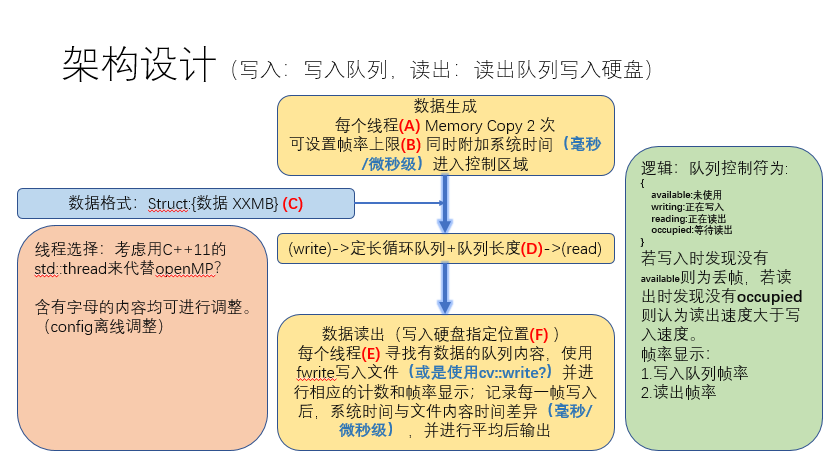 架构设计（写入：写入队列，读出：读出队列写入硬盘）
数据生成
每个线程(A) Memory Copy 2 次
可设置帧率上限(B) 同时附加系统时间（毫秒
/微秒级）进入控制区域
数据格式：Struct:{数据 XXMB} (C)
线程选择：考虑用C++11的
std::thread来代替openMP？
含有字母的内容均可进行调整。
（config离线调整）
(write)->定长循环队列+队列长度(D)->(read)
数据读出（写入硬盘指定位置(F) ）
每个线程(E) 寻找有数据的队列内容，使用
fwrite写入文件（或是使用cv::write?）并进
行相应的计数和帧率显示；记录每一帧写入
后，系统时间与文件内容时间差异（毫秒/
微秒级），并进行平均后输出
逻辑：队列控制符为:
{
available:未使用
writing:正在写入
reading:正在读出
occupied:等待读出
}
若写入时发现没有
available则为丢帧，若读
出时发现没有occupied
则认为读出速度大于写
入速度。
帧率显示：
1.写入队列帧率
2.读出帧率